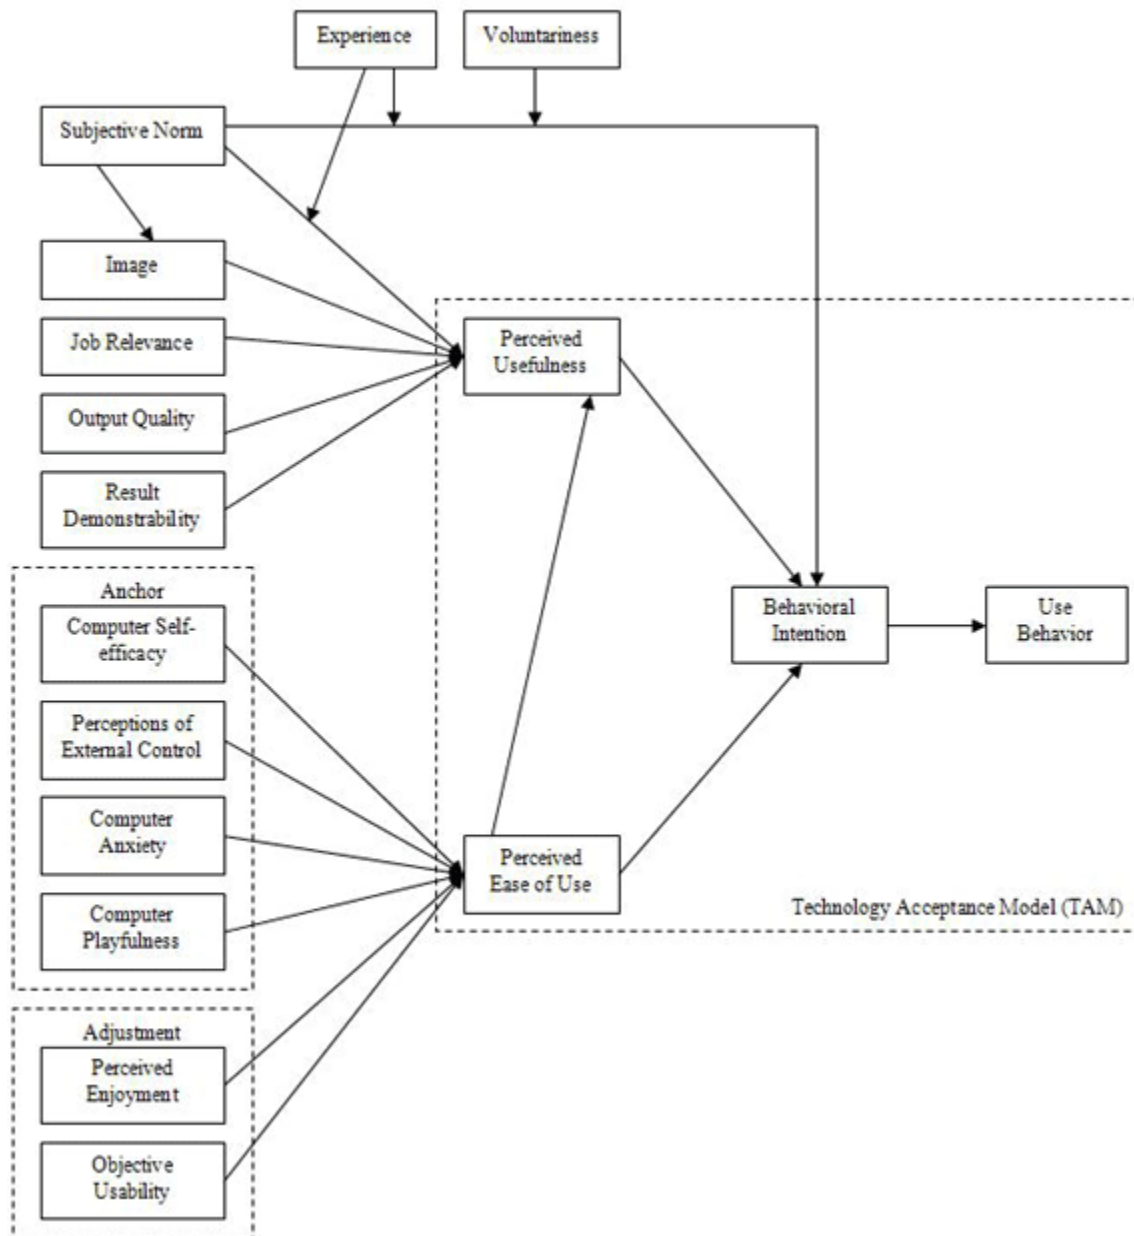 Experience
Voluntariness
Subjective Norm
Image
Job Relevance
Output Quality
Result
Demonstrability
Perceived
Usefulness
Anchor
Computer Self-
efficacy
Perceptions of
External Control
Computer
Anxiety
Computer
Playfulness
Behavioral
Intention
Use
Behavior
Perceived
Ease of Use
Technology Acceptance Model (TAM)
Adjustment
Perceived
Enjoyment
Objective
Usability